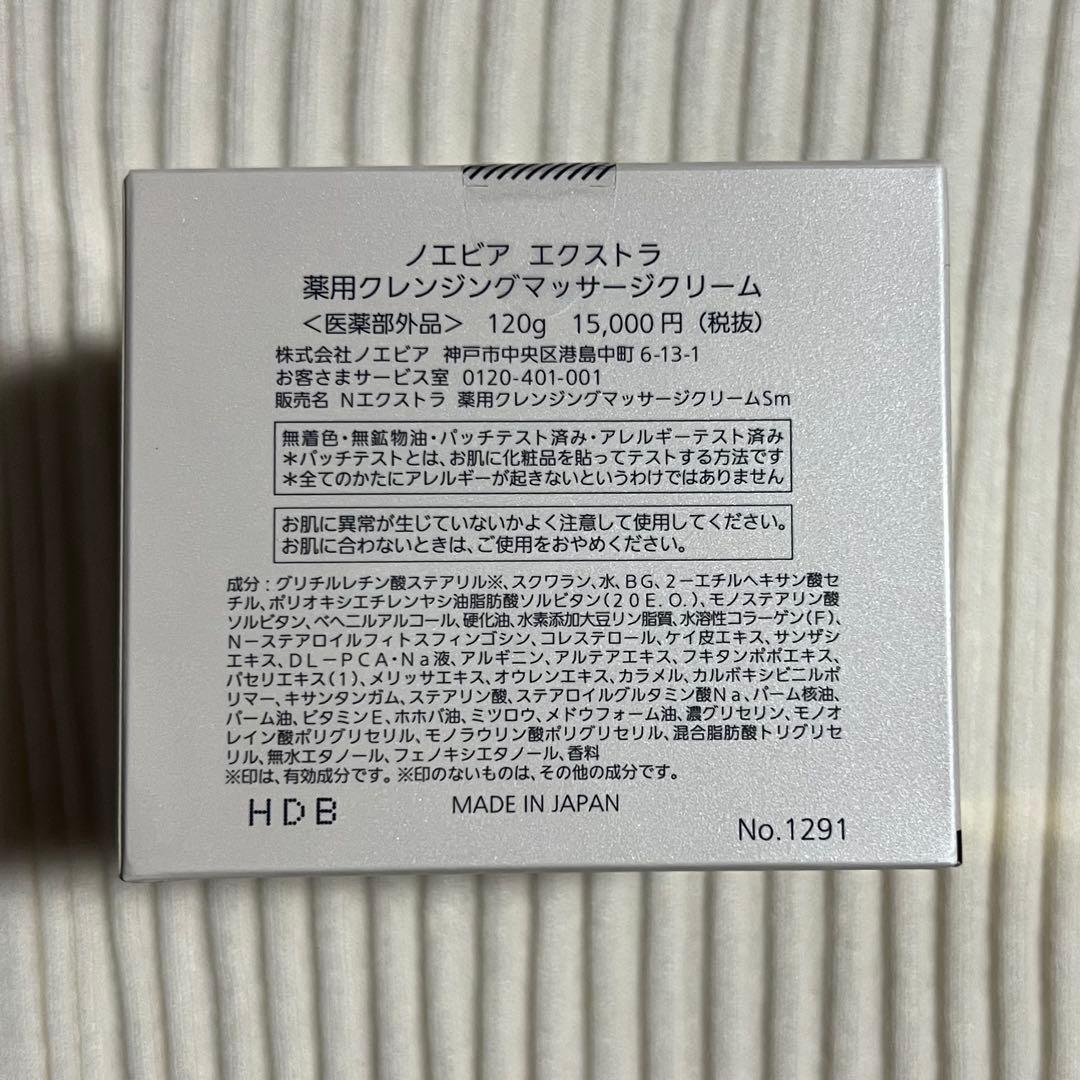 ノエビア エクストラ
薬用クレンジングマッサージクリーム
＜医薬部外品＞ 120g 15,000円（税抜）
株式会社ノエビア 神戸市中央区港島中町6-13-1
お客さまサービス室 0120-401-001
販売名 Nエクストラ 薬用クレンジングマッサージクリームSm
無着色・無鉱物油・パッチテスト済み・アレルギーテスト済み
＊パッチテストとは、お肌に化粧品を貼ってテストする方法です
＊全てのかたにアレルギーが起きないというわけではありません
お肌に異常が生じていないかよく注意して使用してください。
お肌に合わないときは、ご使用をおやめください。
成分：グリチルレチン酸ステアリル※、スクワラン、水、BG、2－エチルヘキサン酸セ
チル、ポリオキシエチレンヤシ油脂肪酸ソルビタン（20E.O.）、モノステアリン酸
ソルビタン、ベヘニルアルコール、硬化油、水素添加大豆リン脂質、水溶性コラーゲン（F）、
N－ステアロイルフィトスフィンゴシン、コレステロール、ケイ皮エキス、サンザシ
エキス、DL－PCA・Na液、アルギニン、アルテアエキス、フキタンポポエキス、
パセリエキス（1）、メリッサエキス、オウレンエキス、カラメル、カルボキシビニルポ
リマー、キサンタンガム、ステアリン酸、ステアロイルグルタミン酸Na、パーム核油、
パーム油、ビタミンE、ホホバ油、ミツロウ、メドウフォーム油、濃グリセリン、モノオ
レイン酸ポリグリセリル、モノラウリン酸ポリグリセリル、混合脂肪酸トリグリセ
リル、無水エタノール、フェノキシエタノール、香料
※印は、有効成分です。※印のないものは、その他の成分です。
HDB
MADE IN JAPAN
No.1291